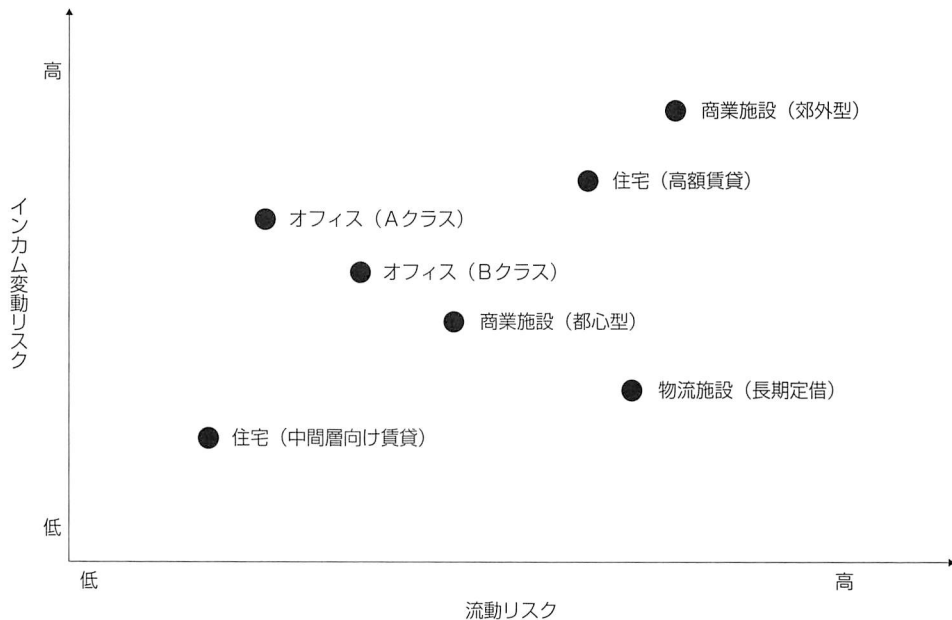 高
商業施設（郊外型）
住宅（高額賃貸）
オフィス（Aクラス）
オフィス（Bクラス）
商業施設（都心型）
物流施設（長期定借）
住宅（中間層向け賃貸）
インカム変動リスク
低
低
高
流動リスク